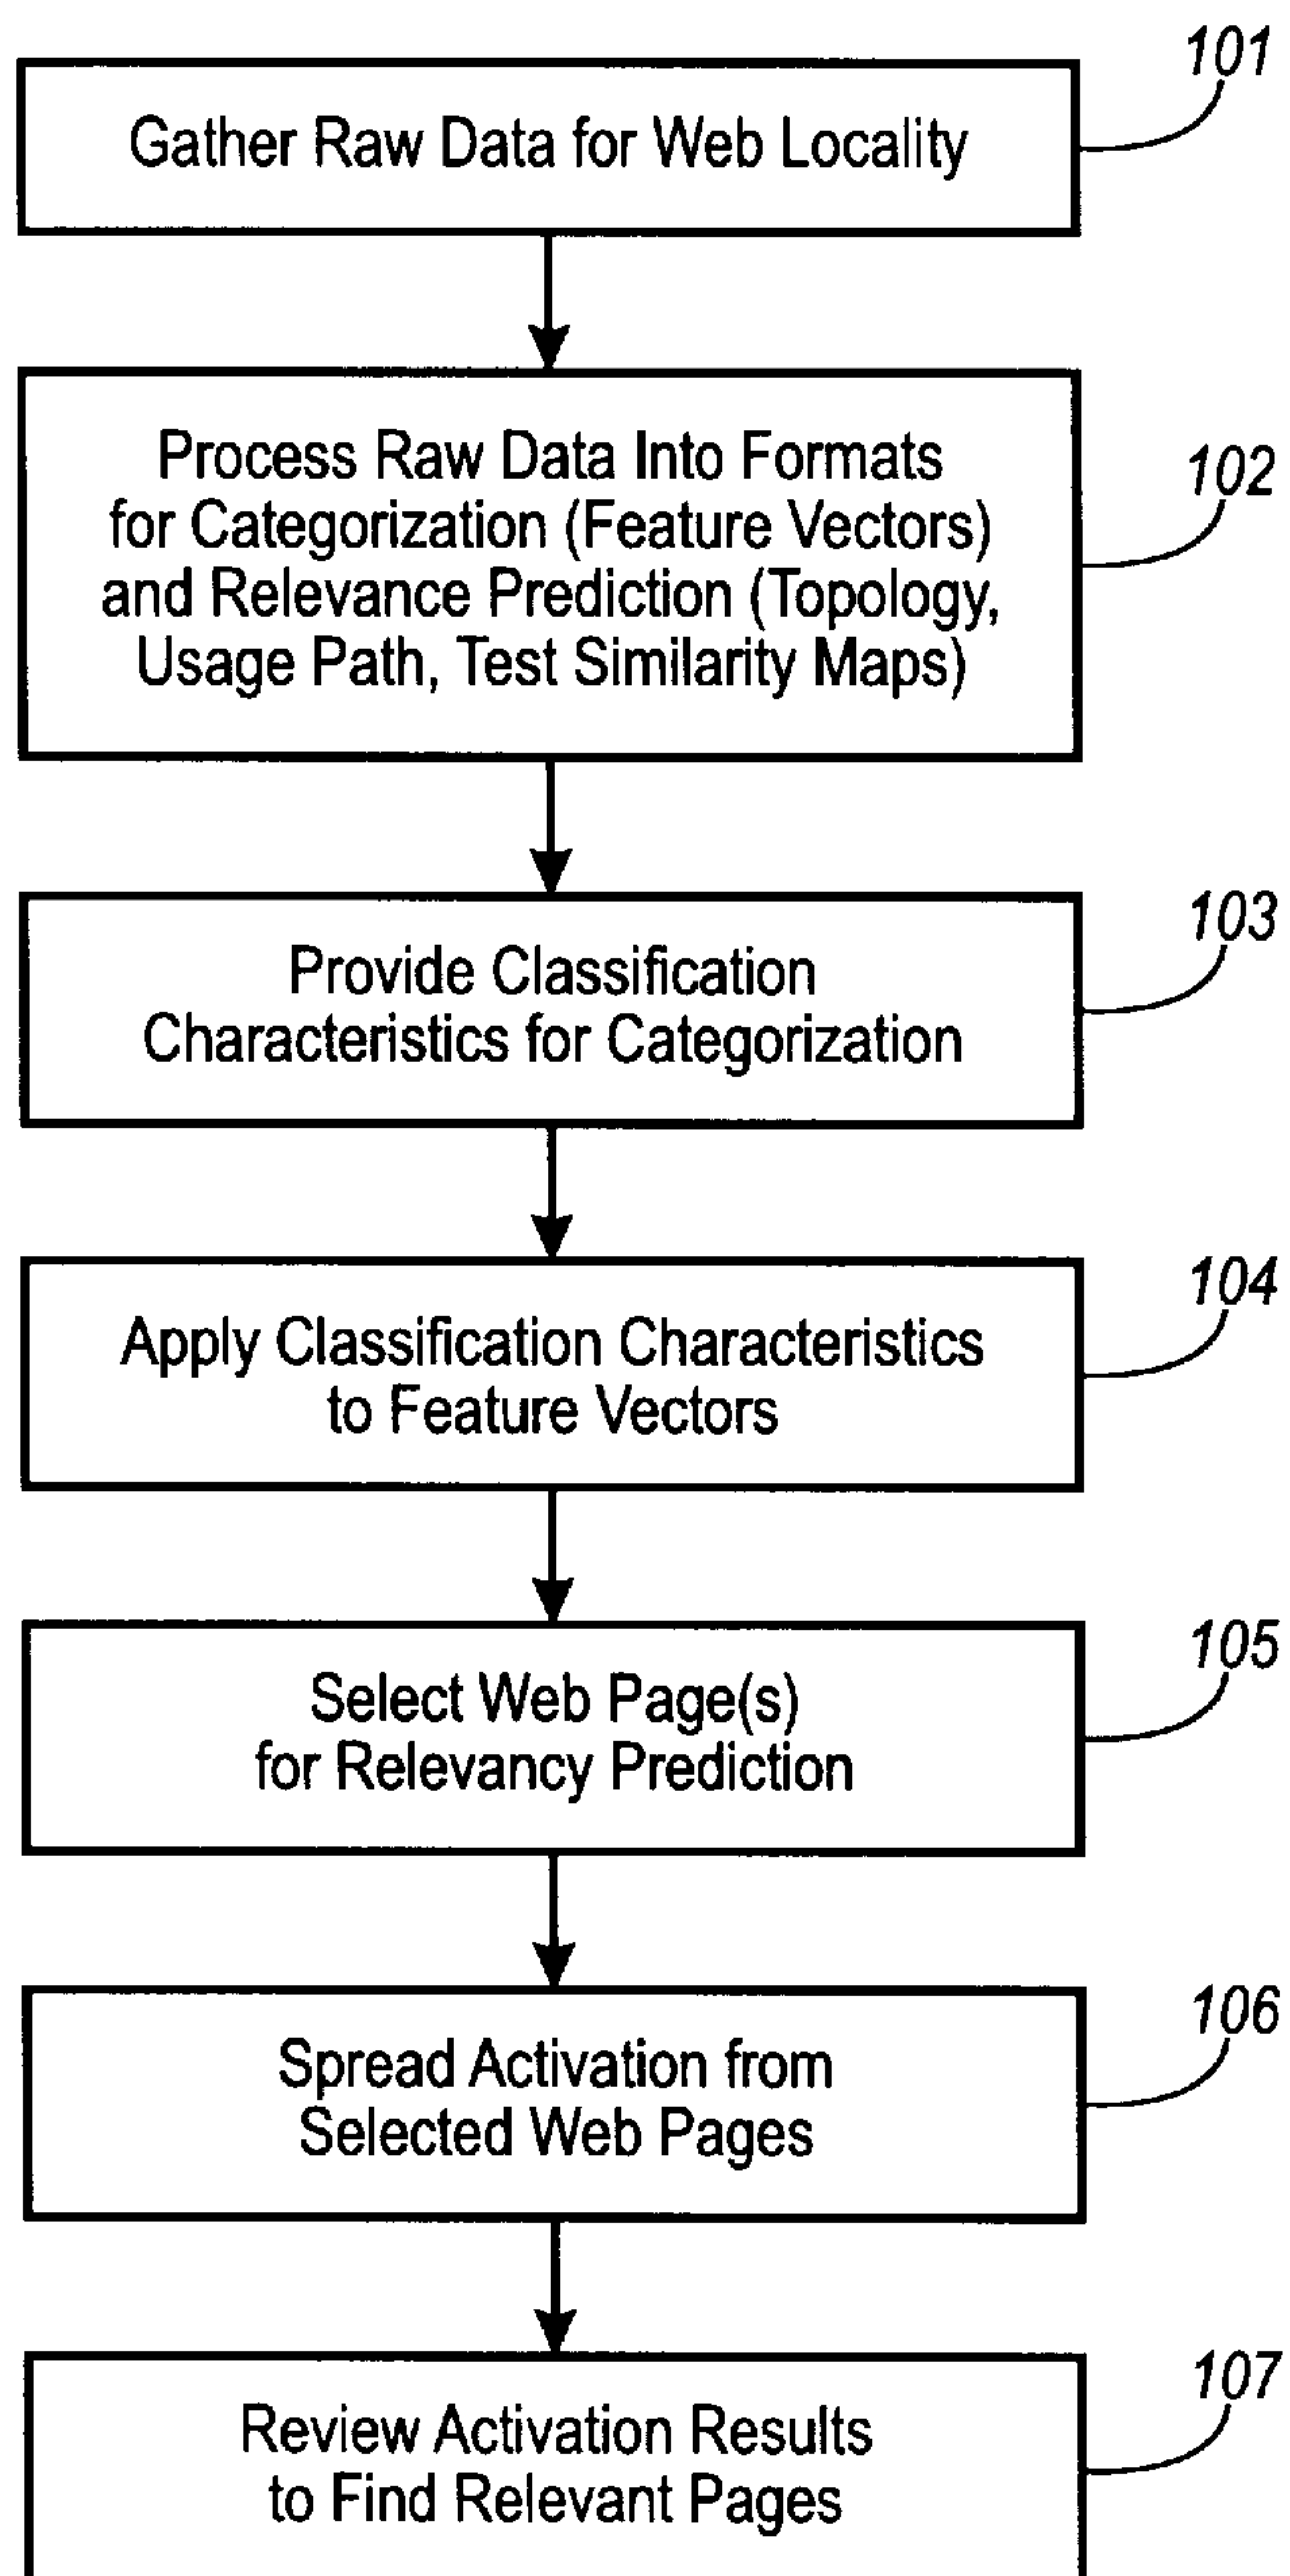 101
Gather Raw Data for Web Locality
Process Raw Data Into Formats
for Categorization (Feature Vectors)
and Relevance Prediction (Topology,
Usage Path, Test Similarity Maps)
102
Provide Classification
Characteristics for Categorization
103
Apply Classification Characteristics
to Feature Vectors
104
Select Web Page(s)
for Relevancy Prediction
105
Spread Activation from
Selected Web Pages
106
Review Activation Results
to Find Relevant Pages
107